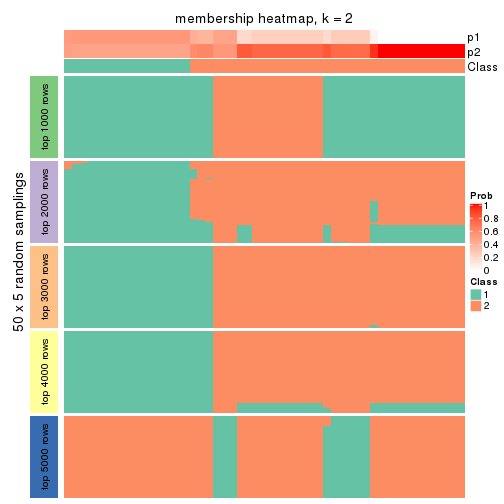 membership heatmap, k = 2
p1
p2
Class
50 x 5 random samplings
top 1000 rows
top 2000 rows
top 3000 rows
top 4000 rows
top 5000 rows
Prob
1
0.8
0.6
0.4
0.2
0
Class
1
2